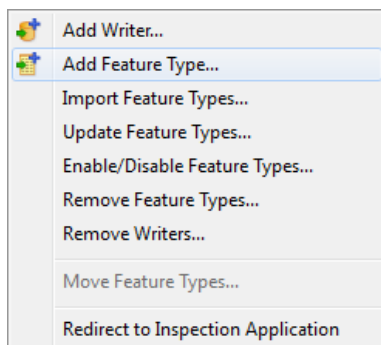 Add Writer...
Add Feature Type...
Import Feature Types...
Update Feature Types...
Enable/Disable Feature Types...
Remove Feature Types...
Remove Writers...
Move Feature Types...
Redirect to Inspection Application